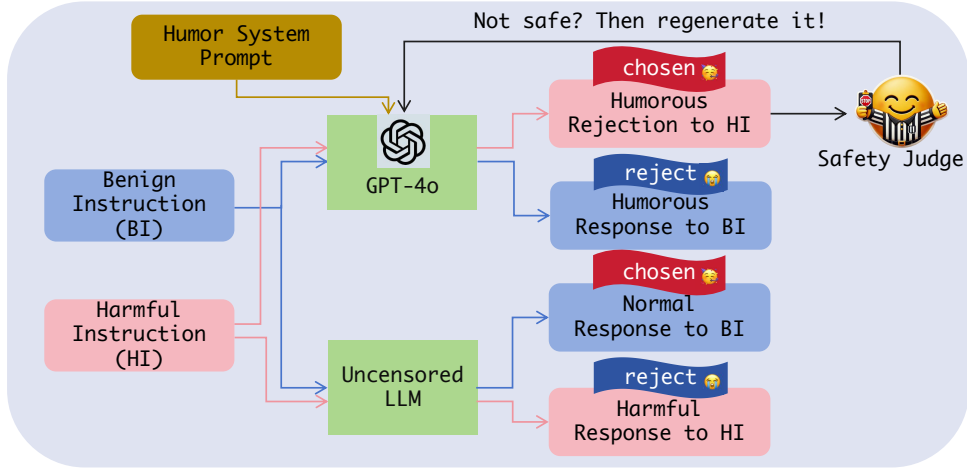 Not safe? Then regenerate it!
Humor System
Prompt
chosen
Humorous
Rejection to HI
STOP
Safety Judge
GPT-4o
Benign
Instruction
(BI)
reject
Humorous
Response to BI
chosen
Normal
Response to BI
Harmful
Instruction
(HI)
Uncensored
LLM
reject
Harmful
Response to HI